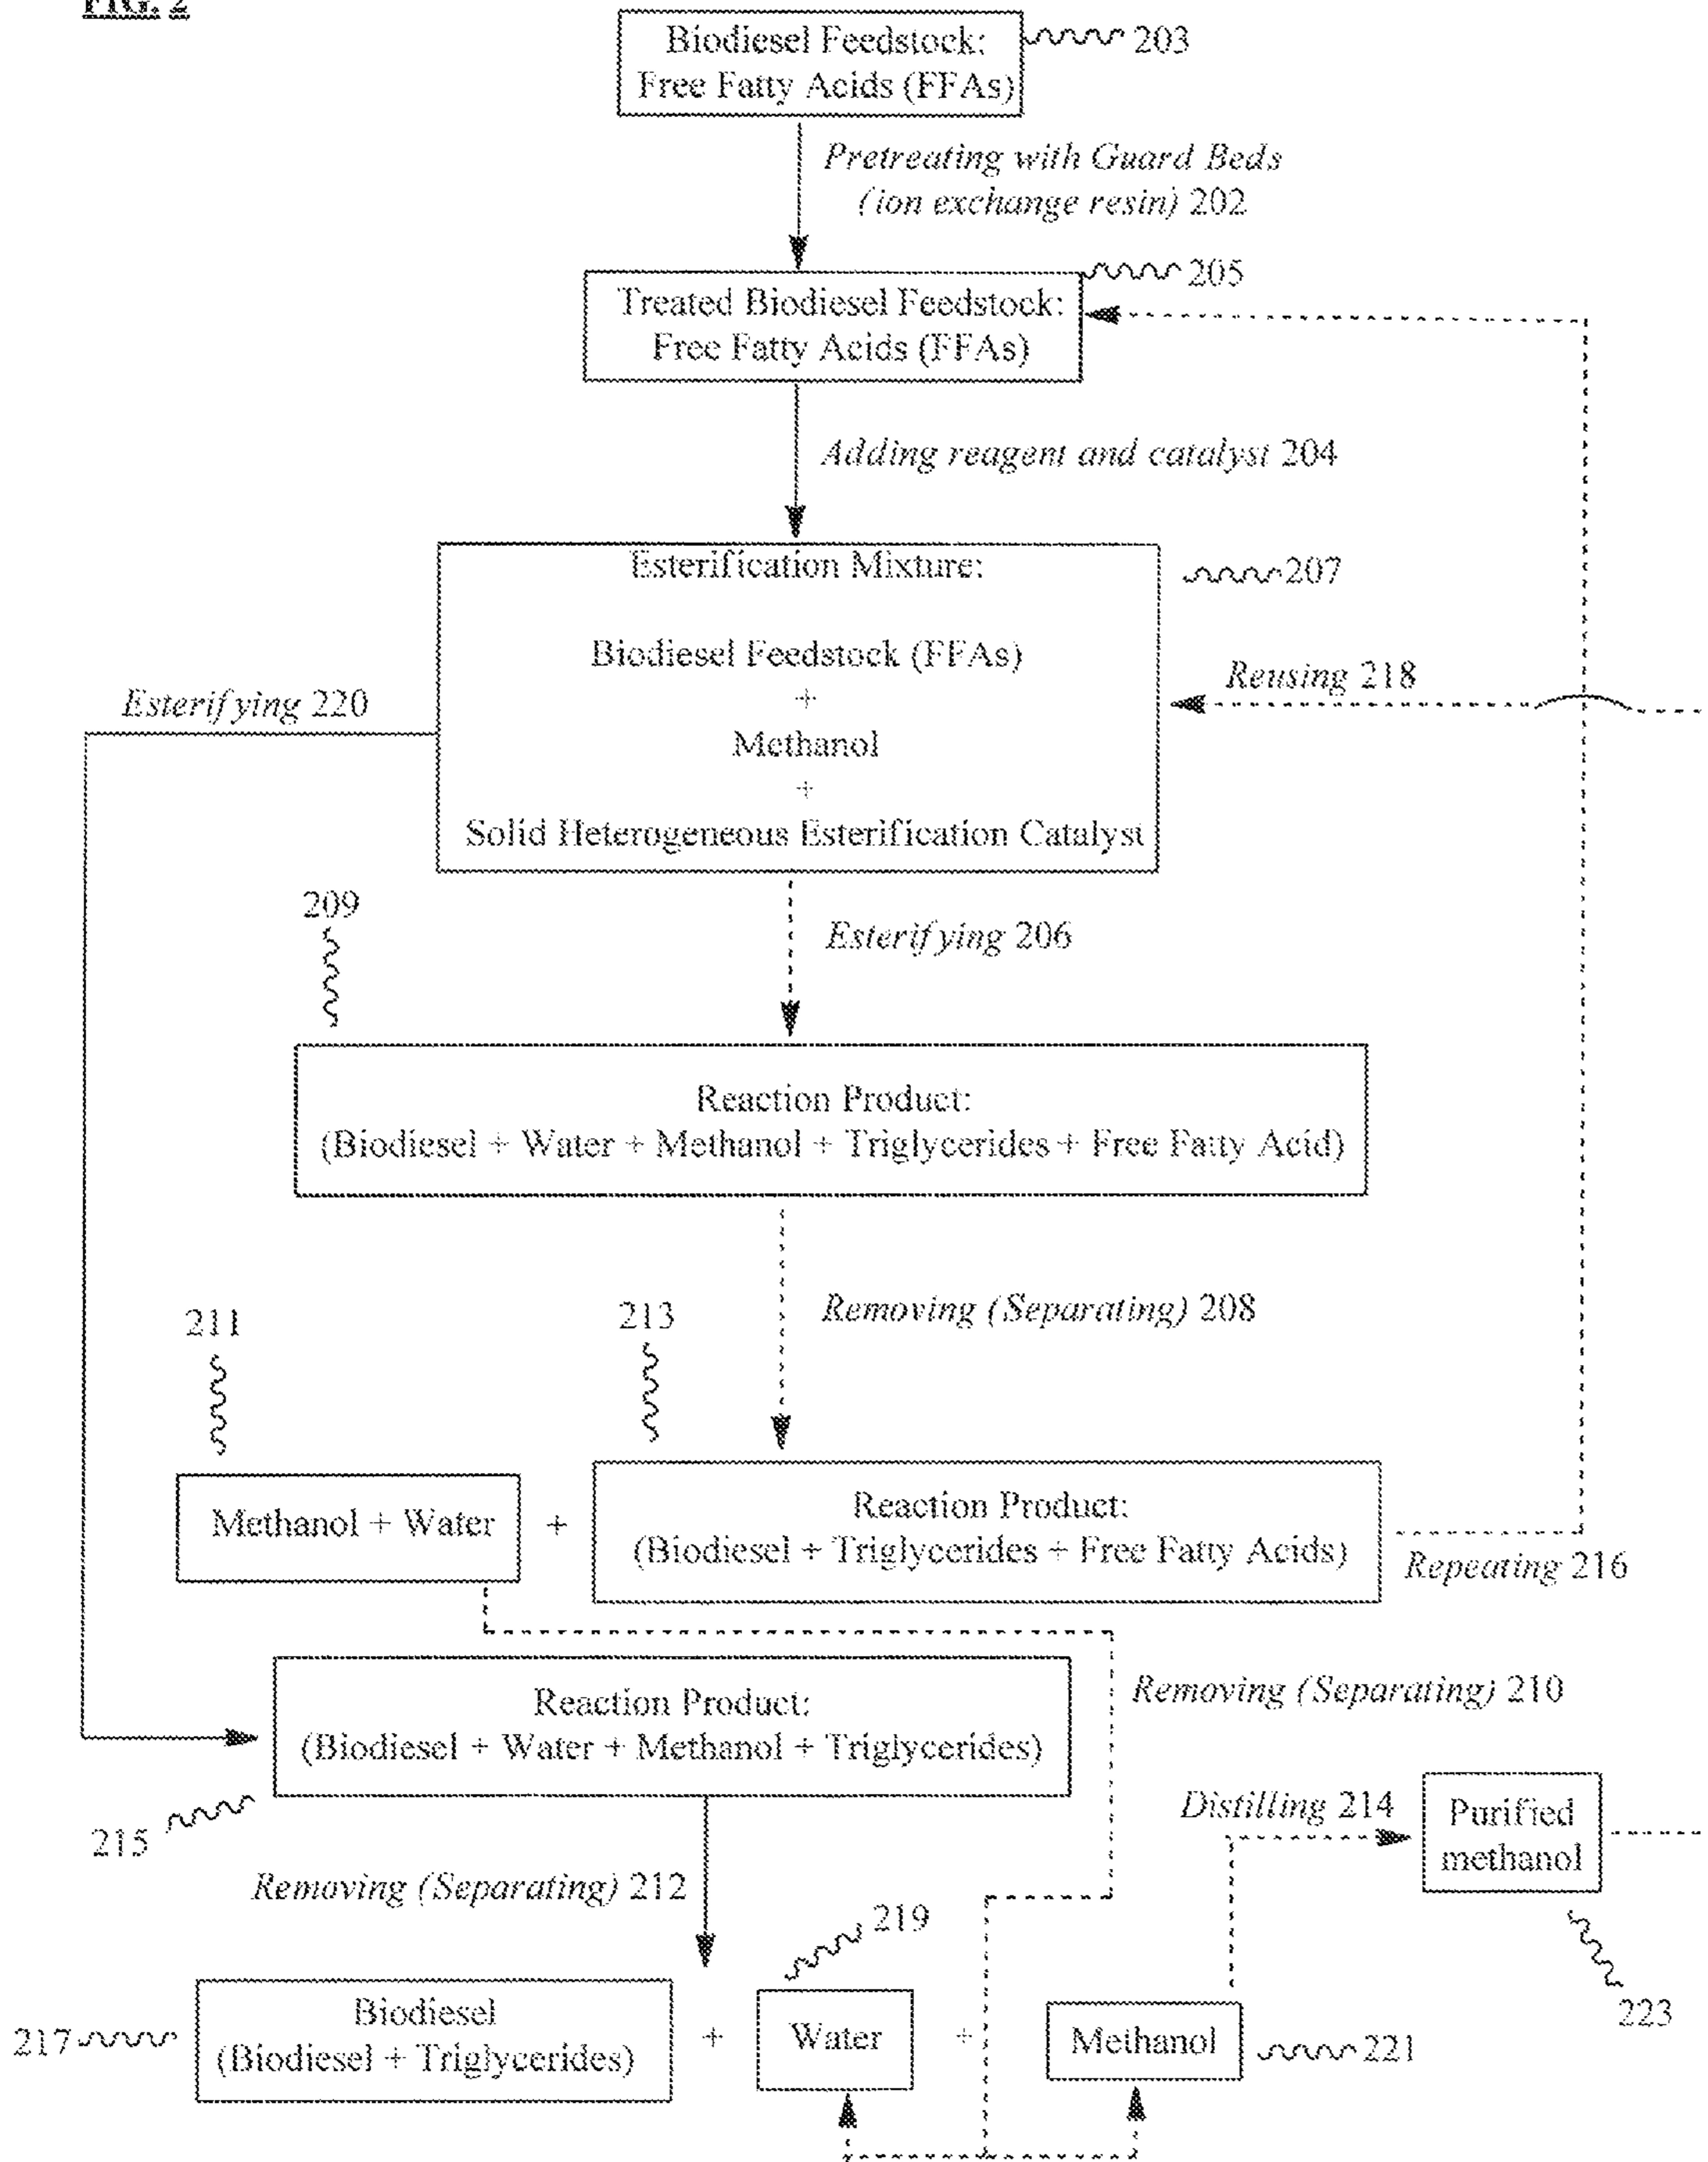 FIG. 2
Biodiesel Feedstock:
Free Fatty Acids (FFAs)
203
Pretreating with Guard Beds
(ion exchange resin) 202
205
Treated Biodiesel Feedstock:
Free Fatty Acids (FFAs)
Adding reagent and catalyst 204
Esterification Mixture:
207
Biodiesel Feedstock (FFAs)
+
Methanol
+
Solid Heterogeneous Esterification Catalyst
Reusing 218
Esterifying 220
209
Esterifying 206
Reaction Product:
(Biodiesel + Water + Methanol + Triglycerides + Free Fatty Acid)
Removing (Separating) 208
211
213
Methanol + Water
+
Reaction Product:
(Biodiesel + Triglycerides + Free Fatty Acids)
Repeating 216
Reaction Product:
(Biodiesel + Water + Methanol + Triglycerides)
Removing (Separating) 210
215
Distilling 214
Purified
methanol
Removing (Separating) 212
219
223
217
Biodiesel
(Biodiesel + Triglycerides)
+
Water
+
Methanol
221